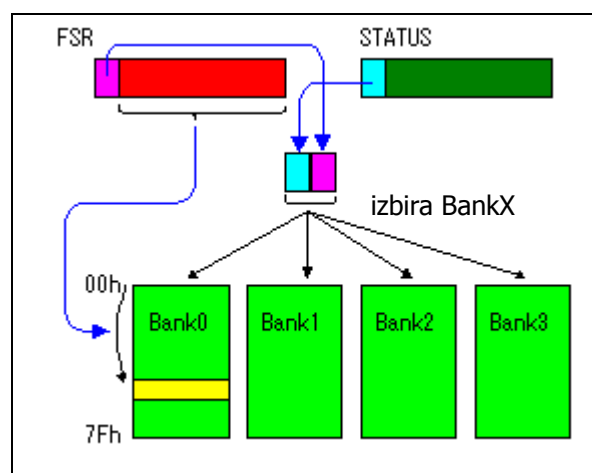 FSR STATUS
izbira BankX
00h
Bank0 Bank1 Bank2 Bank3
7Fh